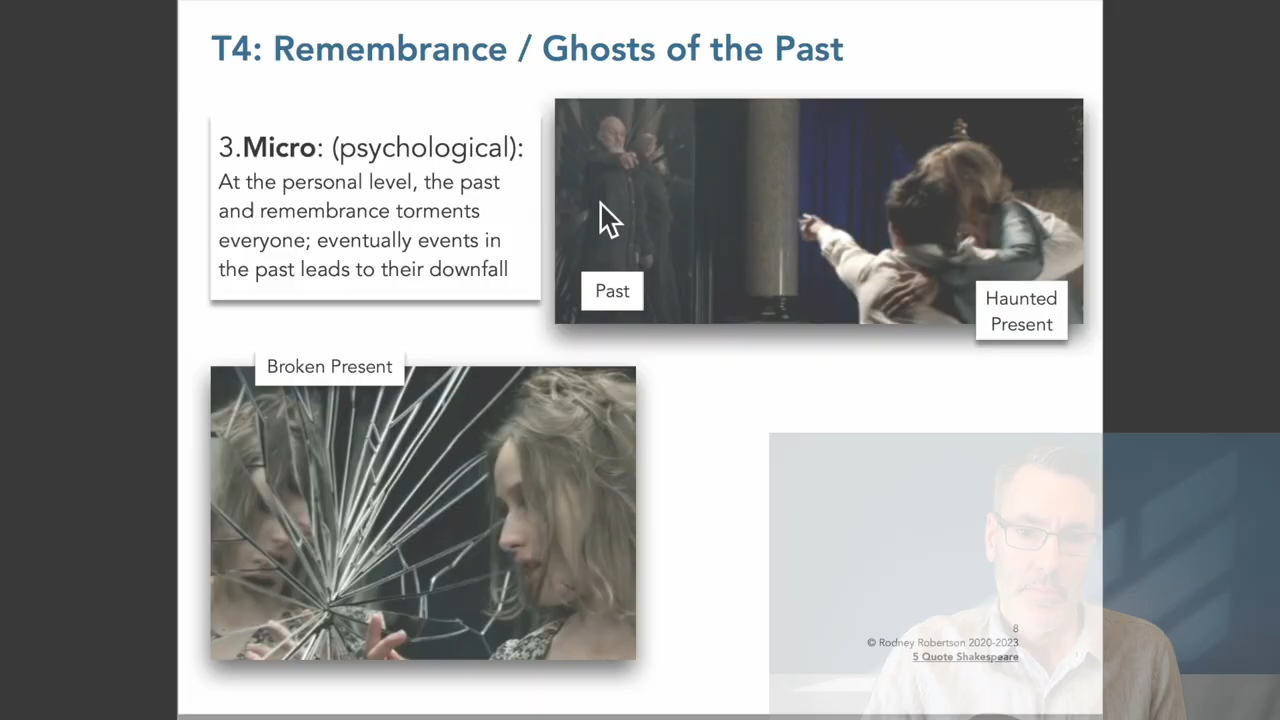 T4: Remembrance / Ghosts of the Past
3.Micro: (psychological):
At the personal level, the past
and remembrance torments
everyone; eventually events in
the past leads to their downfall
Past
Haunted
Present
Broken Present
8
© Rodney Robertson 2020-2023
5 Quote Shakespeare